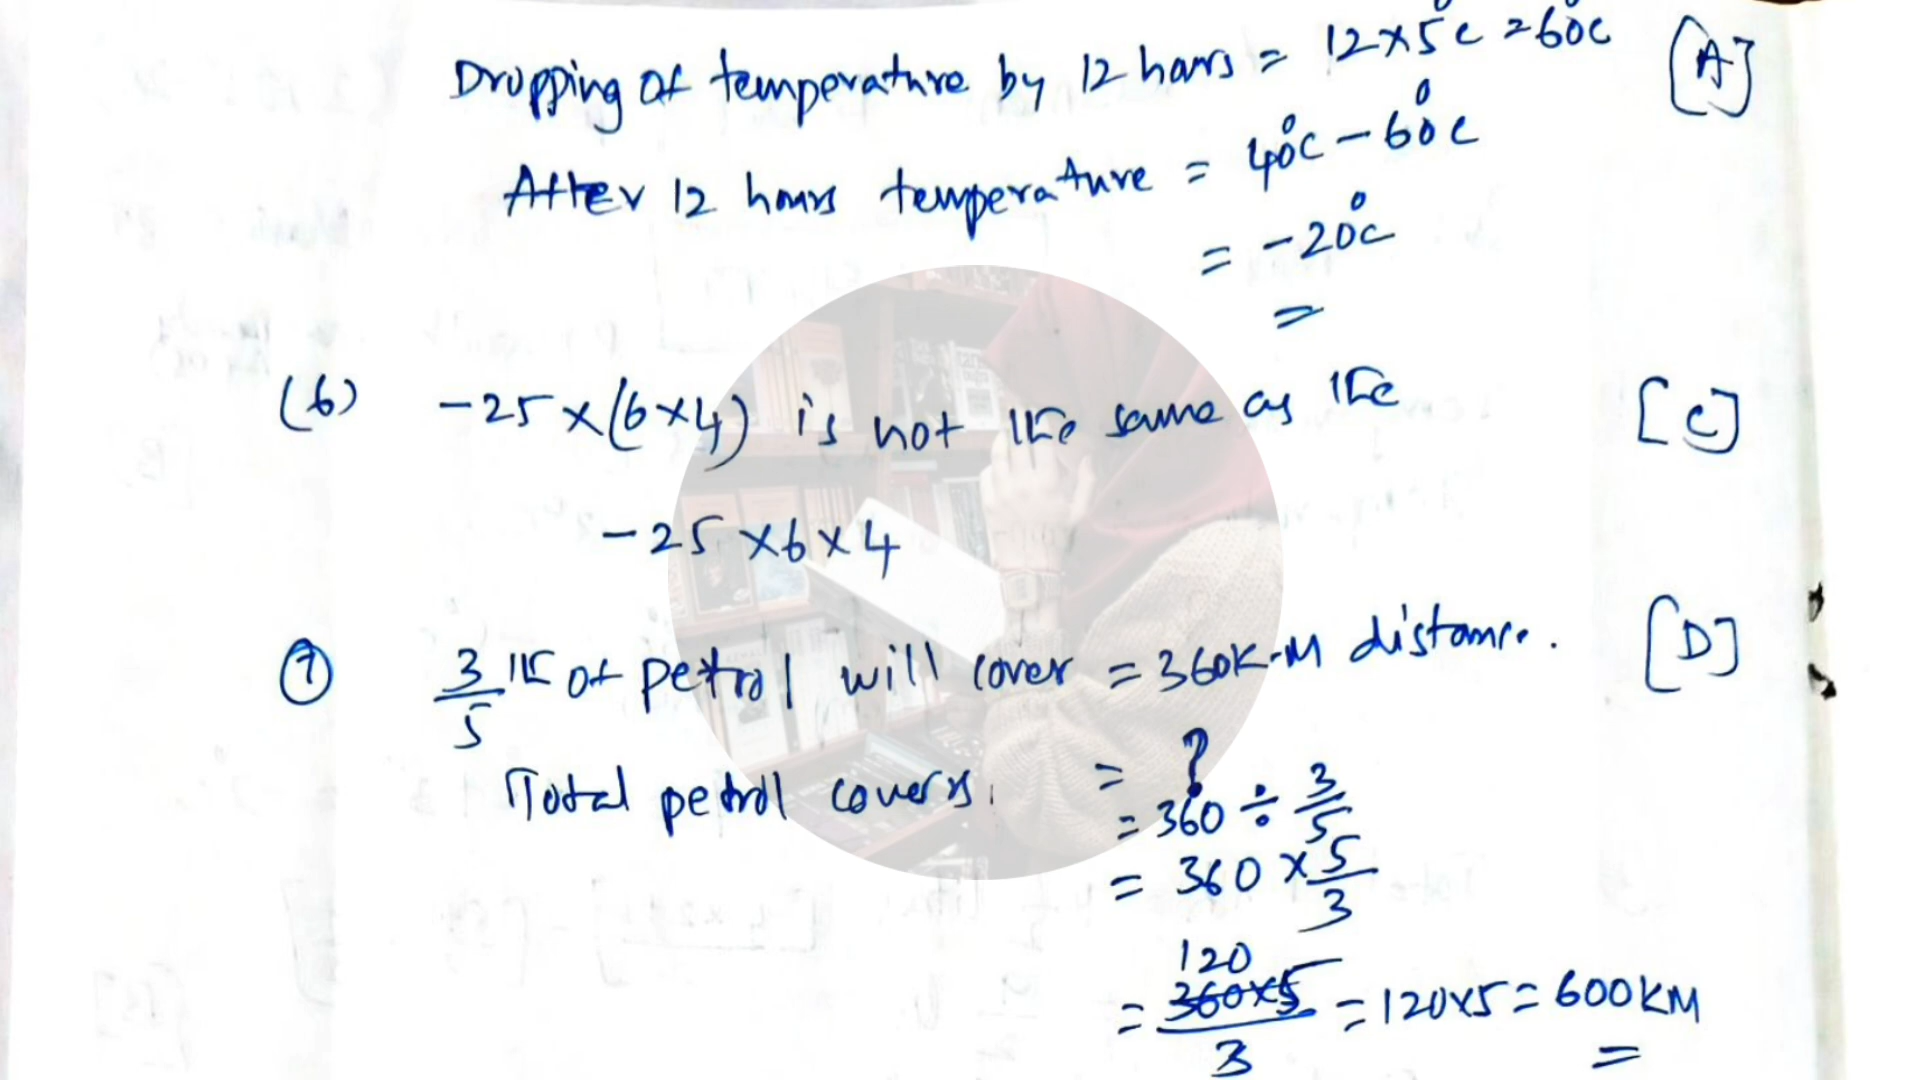 Dropping of temperature by 12 hours = 12×5°C = 60°C [A]
After 12 hours temperature = 40°C - 60°C
= -20°C
=
(6) -25×(6×4) is not the same as the [C]
-25×6×4
(7) 3/5 th of petrol will cover = 360K.M distance. [D]
Total petrol covers = ?
= 360 ÷ 3/5
= 360 × 5/3
120
= 360×5/3 = 120×5 = 600KM
=